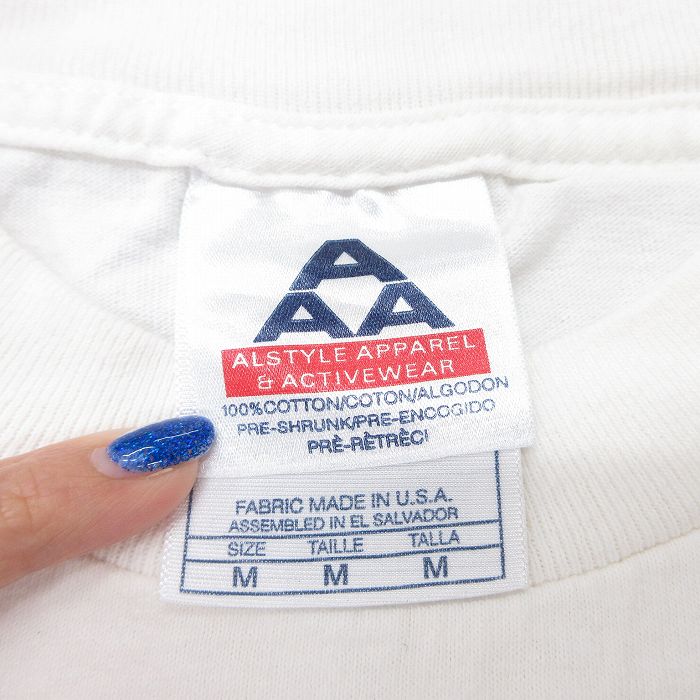 A
A A
ALSTYLE APPAREL
& ACTIVEWEAR
100%COTTON/COTON/ALGODON
PRE-SHRUNK/PRE-ENCOGIDO
PRÈ-RÈTRÈCI
FABRIC MADE IN U.S.A.
ASSEMBLED IN EL SALVADOR
SIZE TAILLE TALLA
M M M